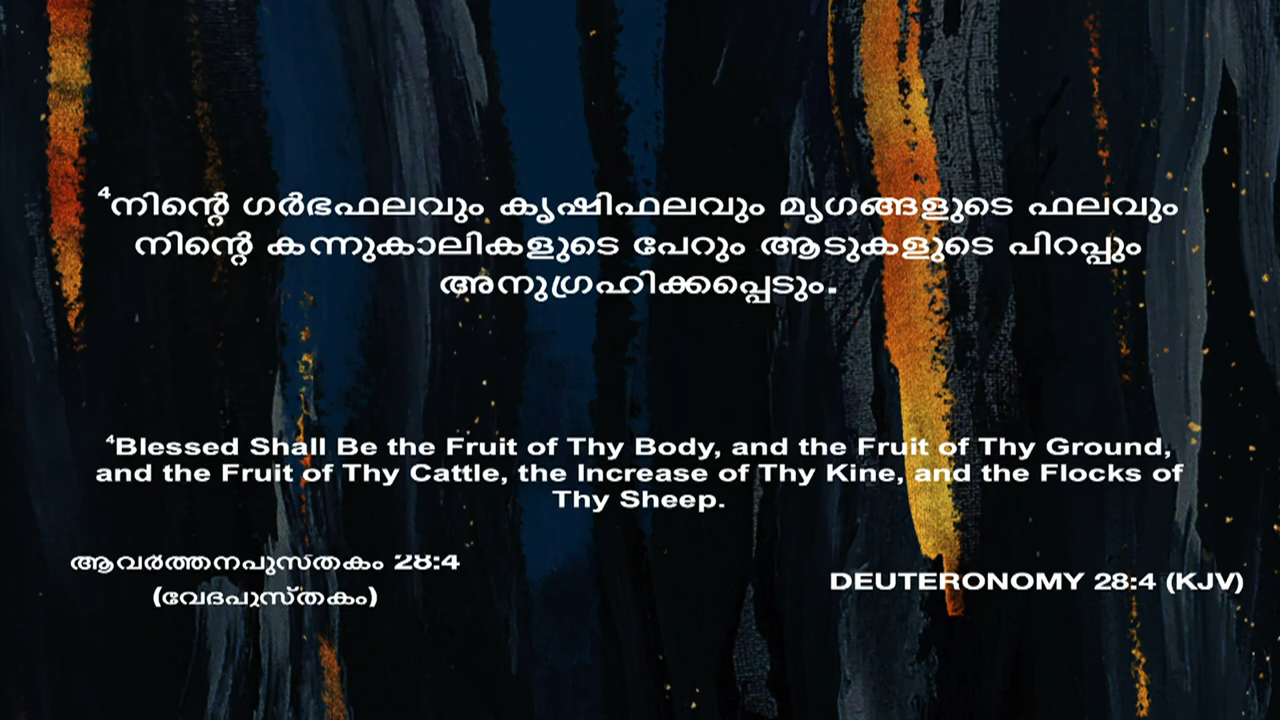 ⁴നിന്റെ ഗർഭഫലവും കൃഷിഫലവും മൃഗങ്ങളുടെ ഫലവും
നിന്റെ കന്നുകാലികളുടെ പേറും ആടുകളുടെ പിറപ്പും
അനുഗ്രഹിക്കപ്പെടും.
⁴Blessed Shall Be the Fruit of Thy Body, and the Fruit of Thy Ground,
and the Fruit of Thy Cattle, the Increase of Thy Kine, and the Flocks of
Thy Sheep.
ആവർത്തനപുസ്തകം 28:4
(വേദപുസ്തകം)
DEUTERONOMY 28:4 (KJV)